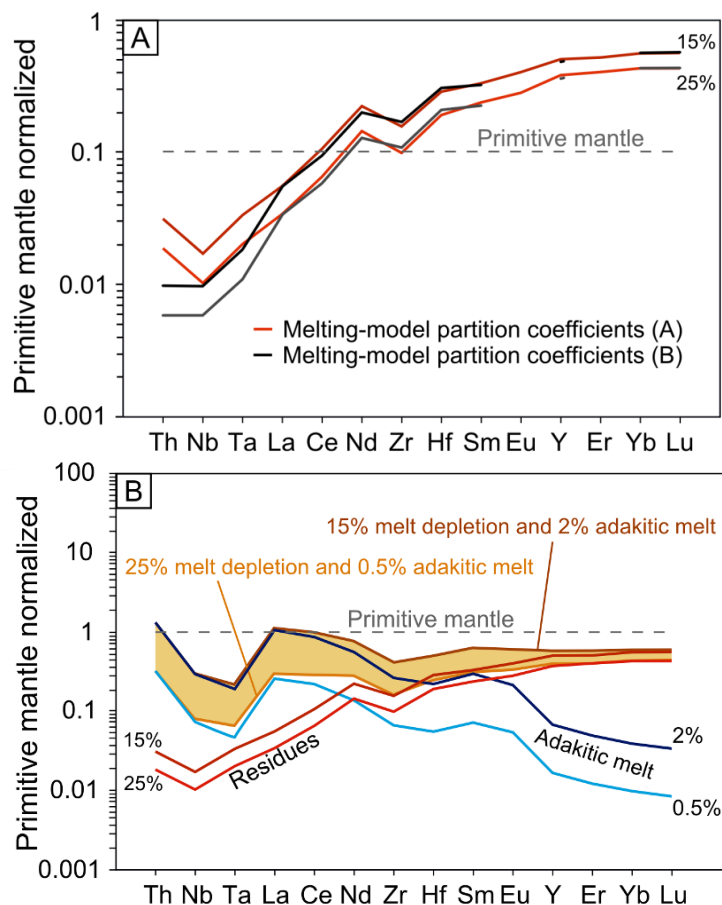 A
1
0.1
0.01
0.001
Primitive mantle normalized
15%
25%
Primitive mantle
Melting-model partition coefficients (A)
Melting-model partition coefficients (B)
Th Nb Ta La Ce Nd Zr Hf Sm Eu Y Er Yb Lu
B
100
10
1
0.1
0.01
0.001
Primitive mantle normalized
15% melt depletion and 2% adakitic melt
25% melt depletion and 0.5% adakitic melt
Primitive mantle
15%
25%
Residues
Adakitic melt
2%
0.5%
Th Nb Ta La Ce Nd Zr Hf Sm Eu Y Er Yb Lu